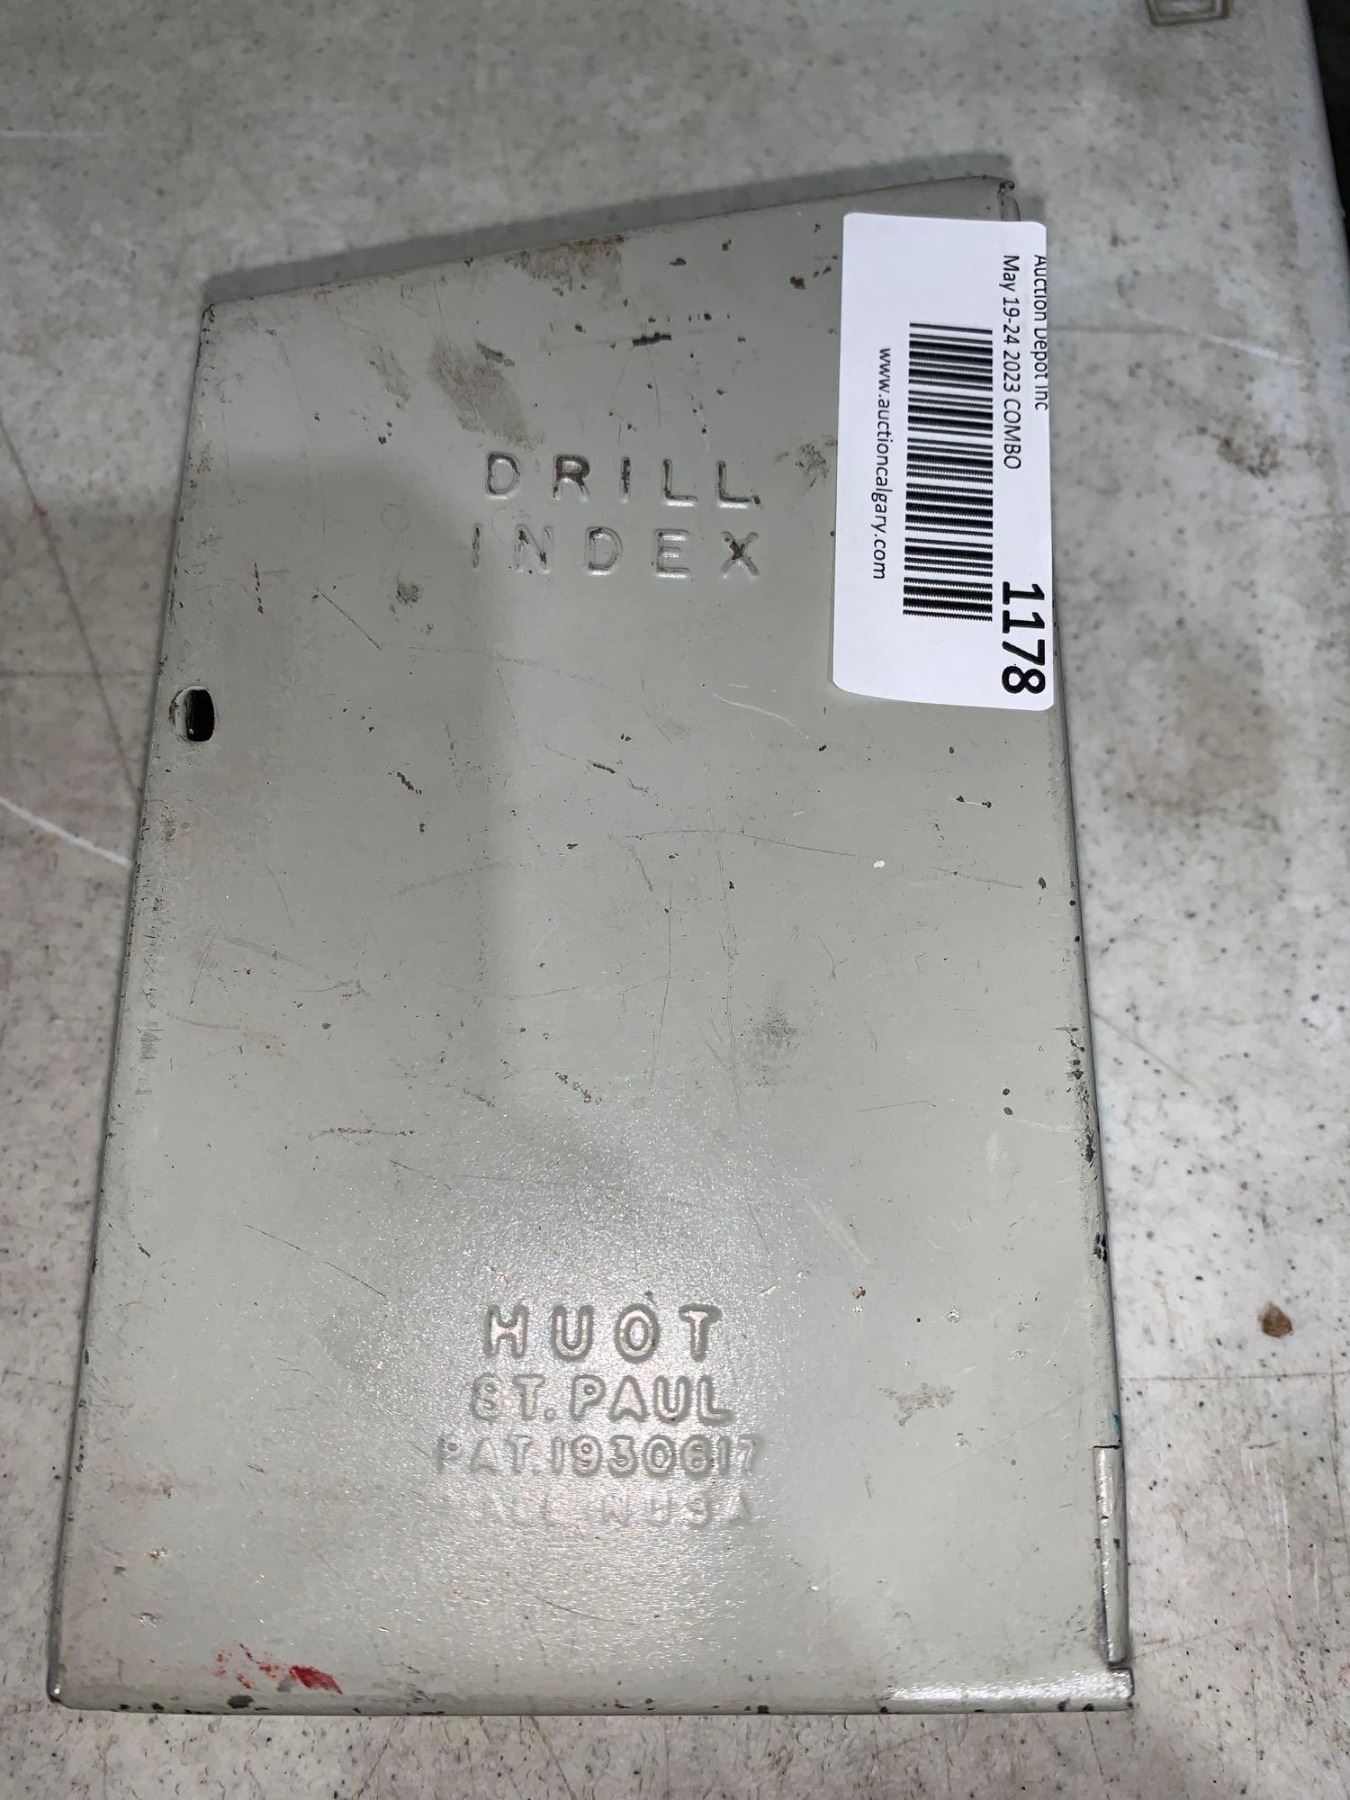 DRILL
INDEX
HUOT
ST. PAUL
PAT. 1930617
USA
Auction Depot Inc
May 19-24 2023 COMBO
1178
www.auctioncalgary.com